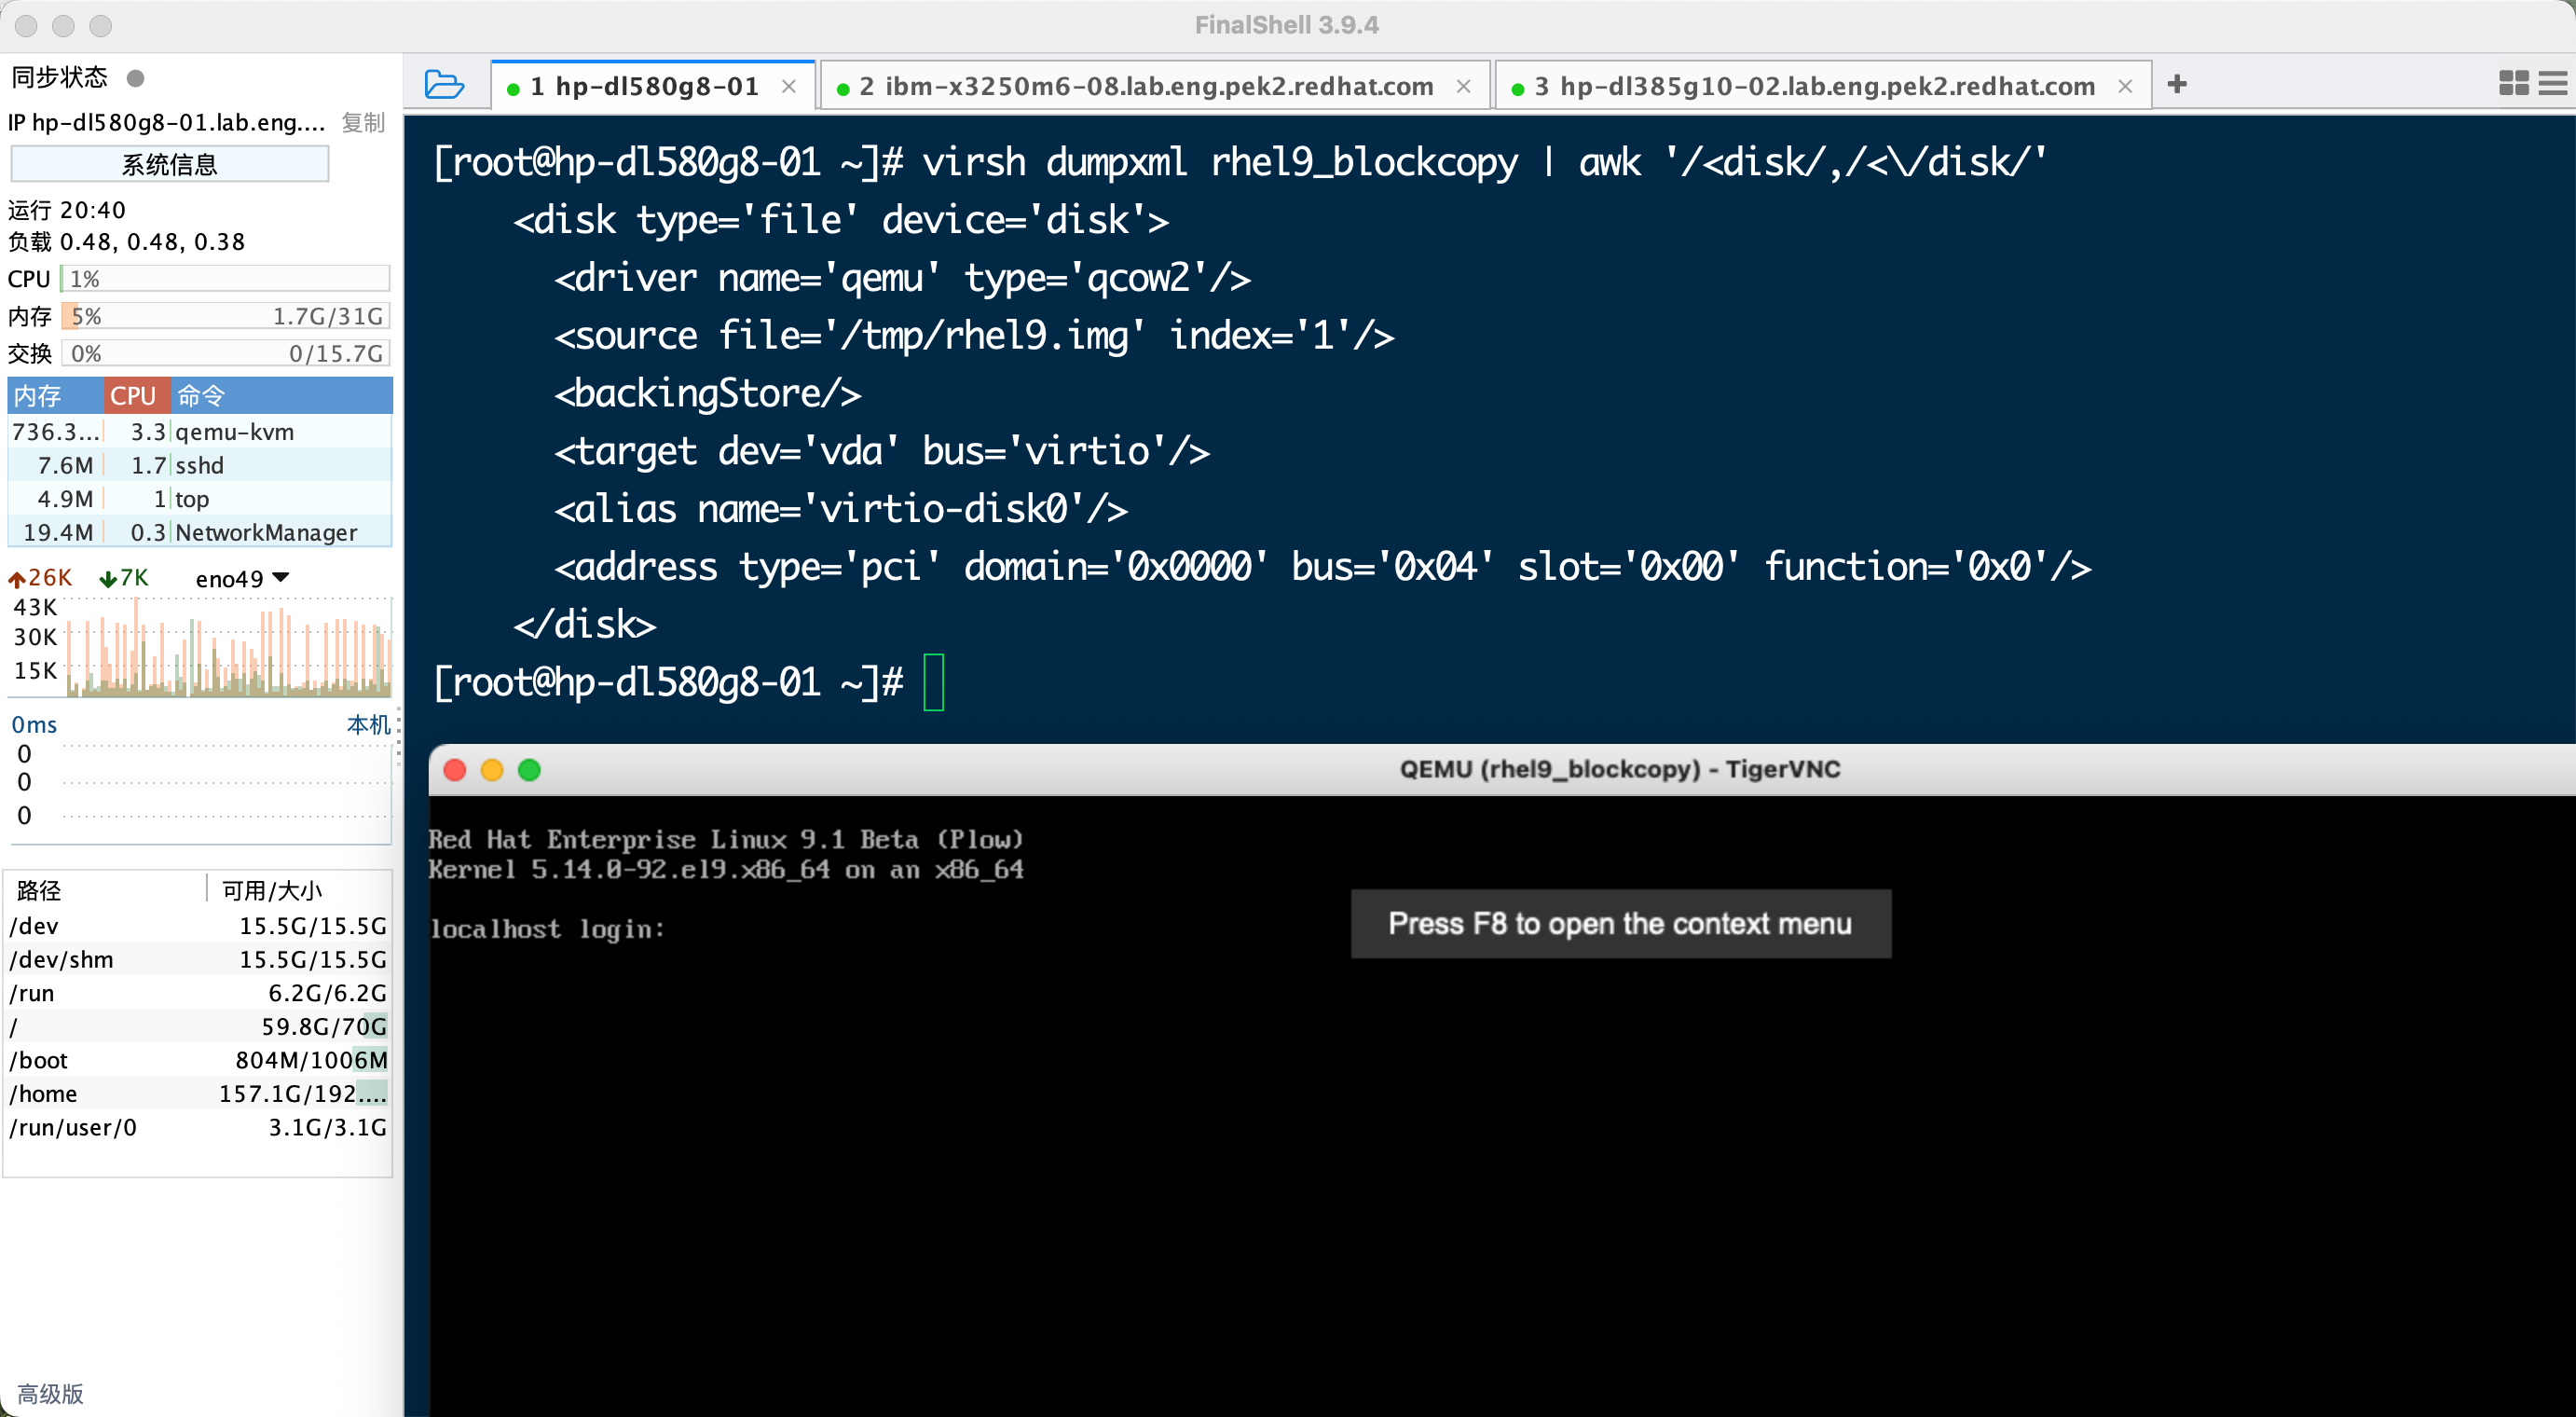 FinalShell 3.9.4
同步状态
IP hp-dl580g8-01.lab.eng.... 复制
系统信息
运行 20:40
负载 0.48, 0.48, 0.38
CPU 1%
内存 5% 1.7G/31G
交换 0% 0/15.7G
内存 CPU 命令
736.3... 3.3 qemu-kvm
7.6M 1.7 sshd
4.9M 1 top
19.4M 0.3 NetworkManager
26K 7K eno49
43K
30K
15K
0ms 本机
0
0
0
路径 可用/大小
/dev 15.5G/15.5G
/dev/shm 15.5G/15.5G
/run 6.2G/6.2G
/ 59.8G/70G
/boot 804M/1006M
/home 157.1G/192....
/run/user/0 3.1G/3.1G
高级版
1 hp-dl580g8-01 2 ibm-x3250m6-08.lab.eng.pek2.redhat.com 3 hp-dl385g10-02.lab.eng.pek2.redhat.com
[root@hp-dl580g8-01 ~]# virsh dumpxml rhel9_blockcopy | awk '/<disk/,/<\/disk/'
<disk type='file' device='disk'>
<driver name='qemu' type='qcow2'/>
<source file='/tmp/rhel9.img' index='1'/>
<backingStore/>
<target dev='vda' bus='virtio'/>
<alias name='virtio-disk0'/>
<address type='pci' domain='0x0000' bus='0x04' slot='0x00' function='0x0'/>
</disk>
[root@hp-dl580g8-01 ~]#
QEMU (rhel9_blockcopy) - TigerVNC
Red Hat Enterprise Linux 9.1 Beta (Plow)
Kernel 5.14.0-92.el9.x86_64 on an x86_64
Press F8 to open the context menu
localhost login: